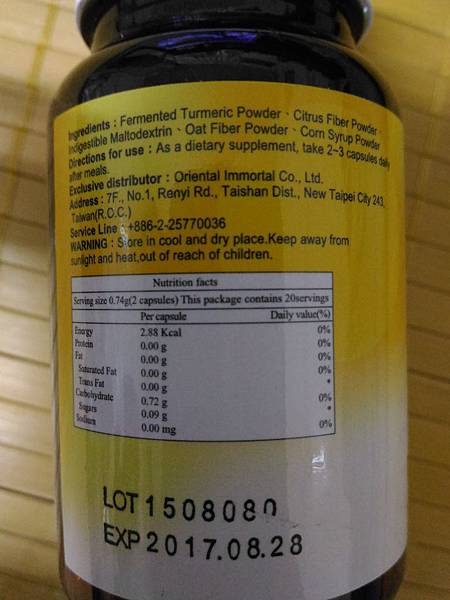 Ingredients : Fermented Turmeric Powder、Citrus Fiber Powder、
Indigestible Maltodextrin、Oat Fiber Powder、Corn Syrup Powder
Directions for use : As a dietary supplement, take 2~3 capsules daily
after meals.
Exclusive distributor : Oriental Immortal Co., Ltd.
Address : 7F., No.1, Renyi Rd., Taishan Dist., New Taipei City 243,
Taiwan(R.O.C.)
Service Line : +886-2-25770036
WARNING : Store in cool and dry place.Keep away from
sunlight and heat,out of reach of children.
Nutrition facts
Serving size 0.74g(2 capsules) This package contains 20servings
Per capsule Daily value(%)
Energy 2.88 Kcal 0%
Protein 0.00 g 0%
Fat 0.00 g 0%
Saturated Fat 0.00 g 0%
Trans Fat 0.00 g *
Carbohydrate 0.72 g 0%
Sugars 0.09 g *
Sodium 0.00 mg 0%
LOT 1508080
EXP 2017.08.28